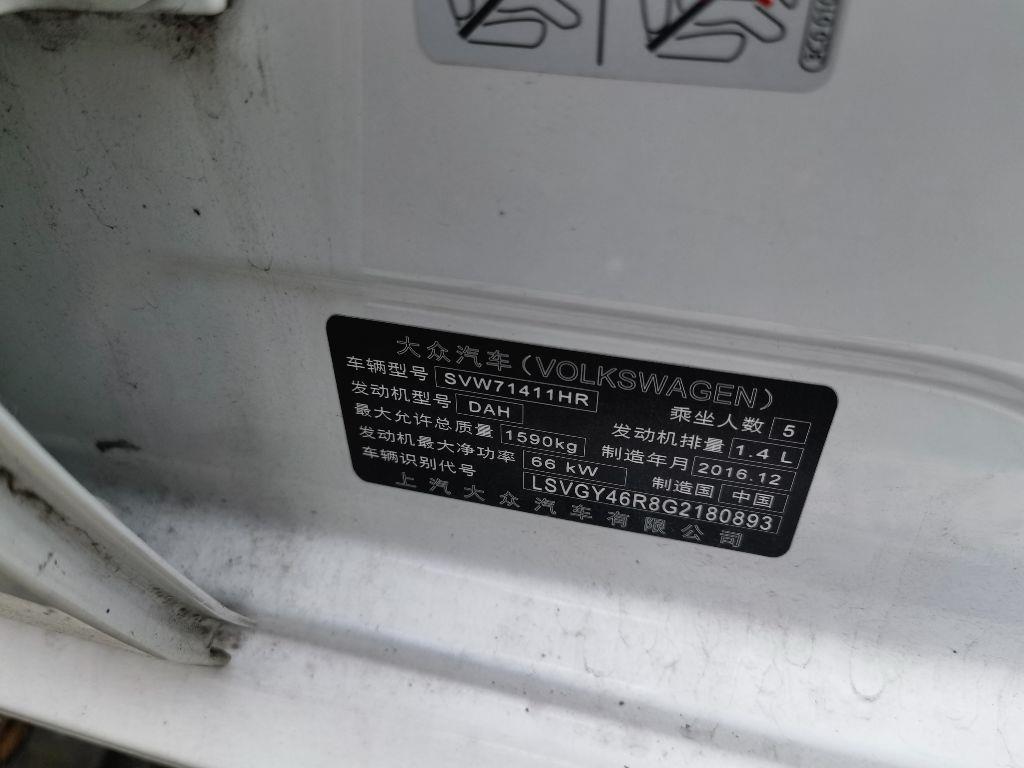 大众汽车(VOLKSWAGEN)
车辆型号 SVW71411HR 乘坐人数 5
发动机型号 DAH 发动机排量 1.4 L
最大允许总质量 1590kg 制造年月 2016.12
发动机最大净功率 66 kW 制造国 中国
车辆识别代号 LSVGY46R8G2180893
上汽大众汽车有限公司